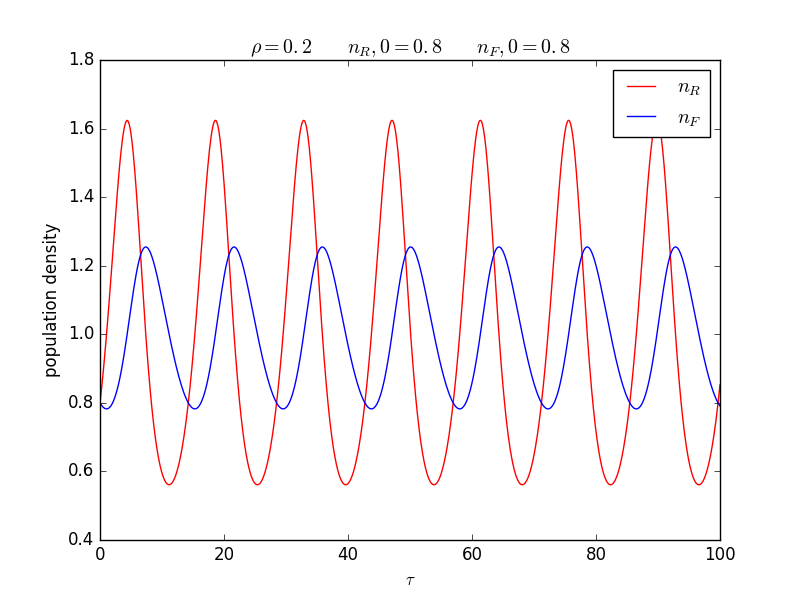 ρ = 0.2 n_R, 0 = 0.8 n_F, 0 = 0.8
1.8
1.6
1.4
1.2
1.0
0.8
0.6
0.4
population density
n_R
n_F
0 20 40 60 80 100
τ